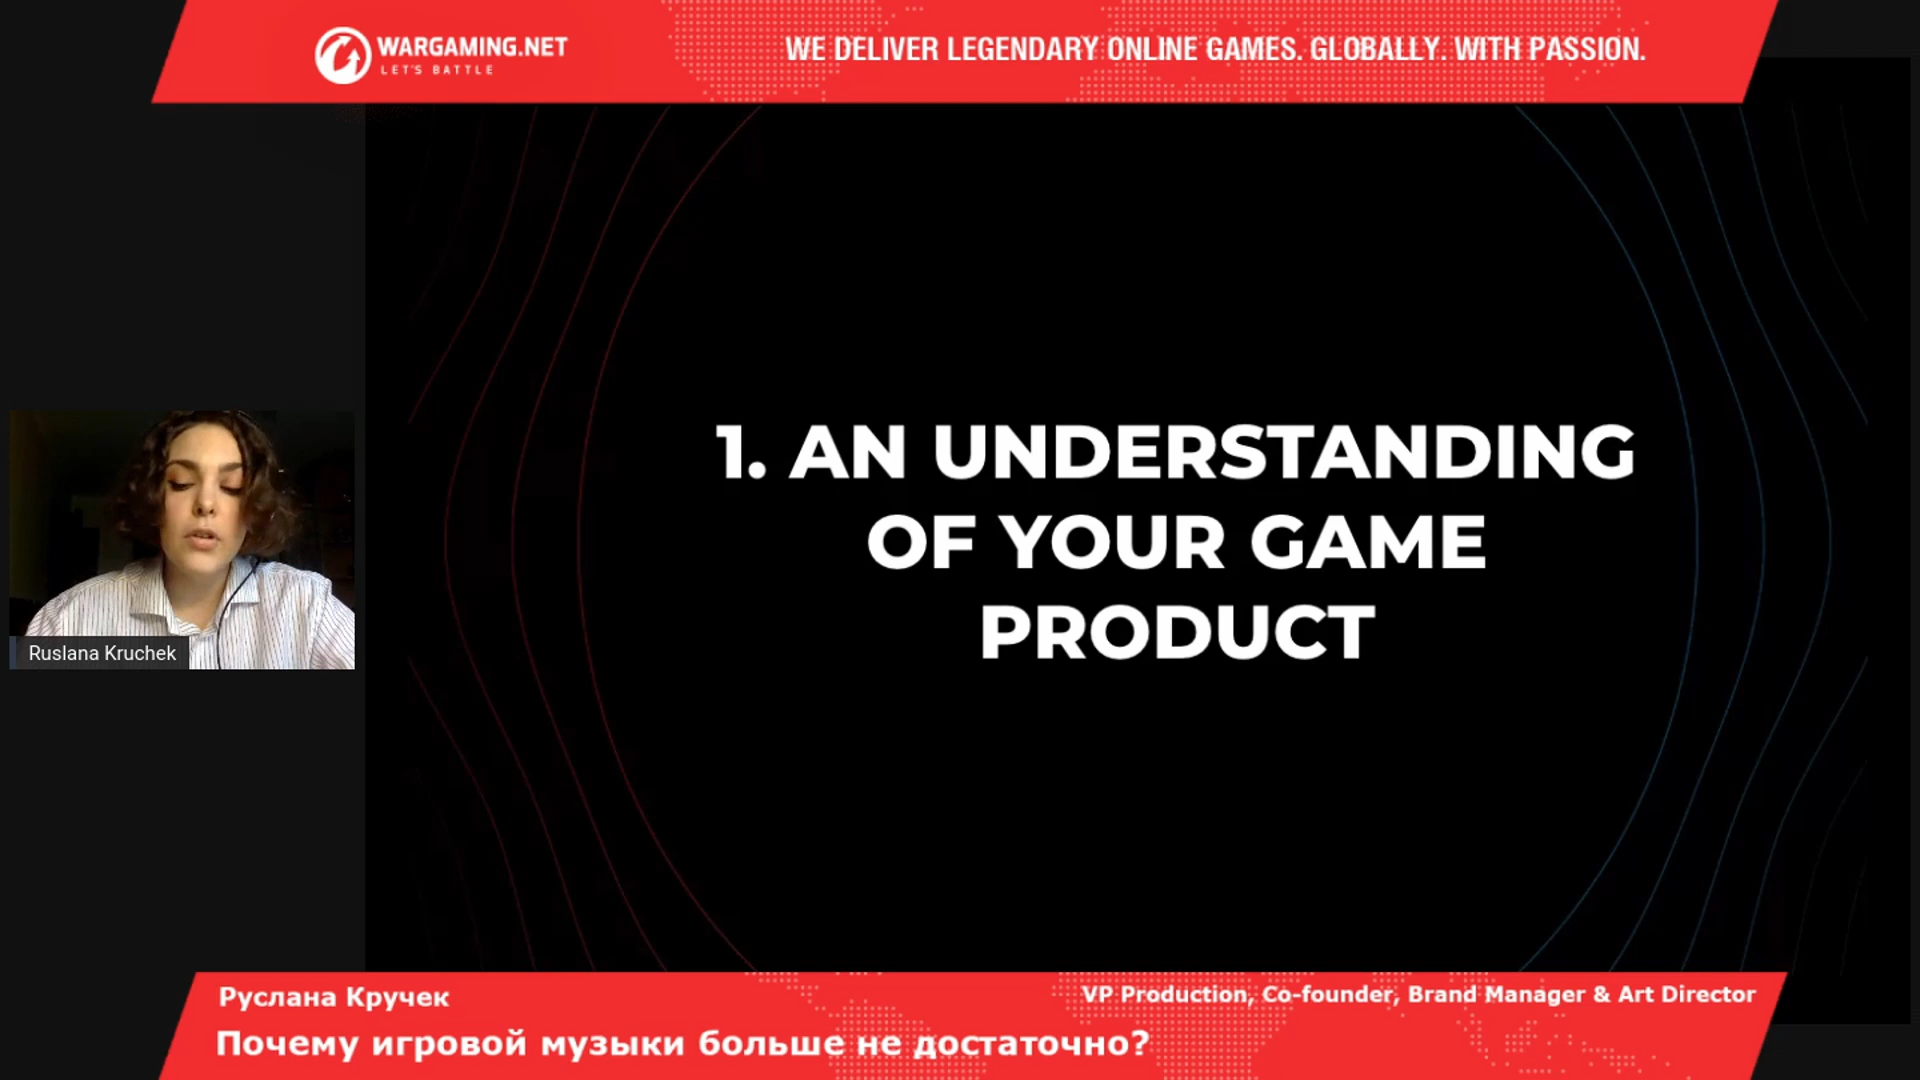 WARGAMING.NET
LET'S BATTLE
WE DELIVER LEGENDARY ONLINE GAMES. GLOBALLY. WITH PASSION.
1. AN UNDERSTANDING
OF YOUR GAME
PRODUCT
Ruslana Kruchek
Руслана Кручек
VP Production, Co-founder, Brand Manager & Art Director
Почему игровой музыки больше не достаточно?